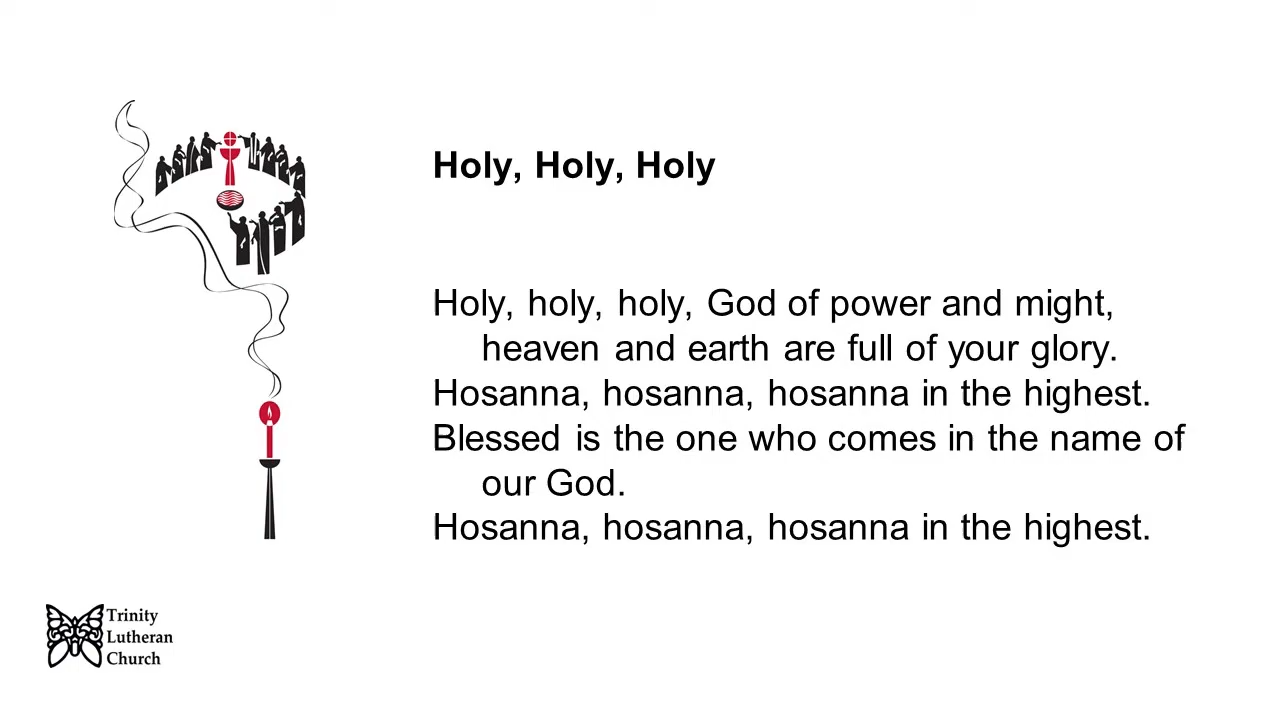 Holy, Holy, Holy
Holy, holy, holy, God of power and might,
heaven and earth are full of your glory.
Hosanna, hosanna, hosanna in the highest.
Blessed is the one who comes in the name of
our God.
Hosanna, hosanna, hosanna in the highest.
Trinity
Lutheran
Church